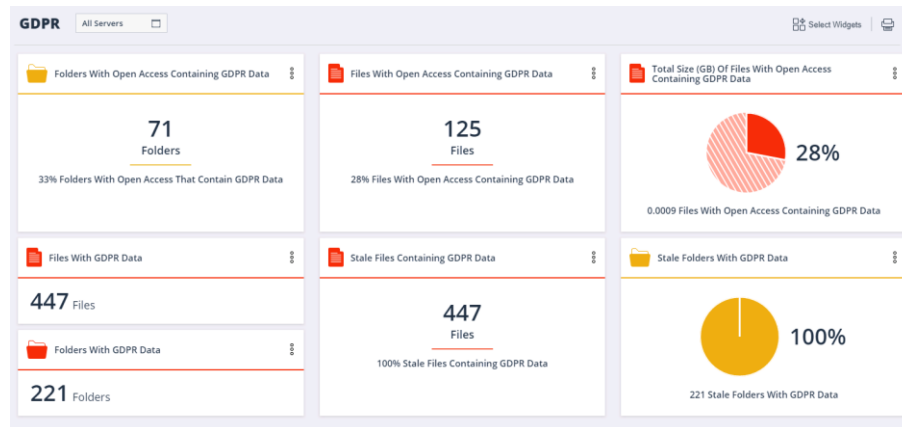 GDPR
All Servers
Select Widgets
Folders With Open Access Containing GDPR Data
71
Folders
33% Folders With Open Access That Contain GDPR Data
Files With Open Access Containing GDPR Data
125
Files
28% Files With Open Access Containing GDPR Data
Total Size (GB) Of Files With Open Access
Containing GDPR Data
28%
0.0009 Files With Open Access Containing GDPR Data
Files With GDPR Data
447 Files
Folders With GDPR Data
221 Folders
Stale Files Containing GDPR Data
447
Files
100% Stale Files Containing GDPR Data
Stale Folders With GDPR Data
100%
221 Stale Folders With GDPR Data